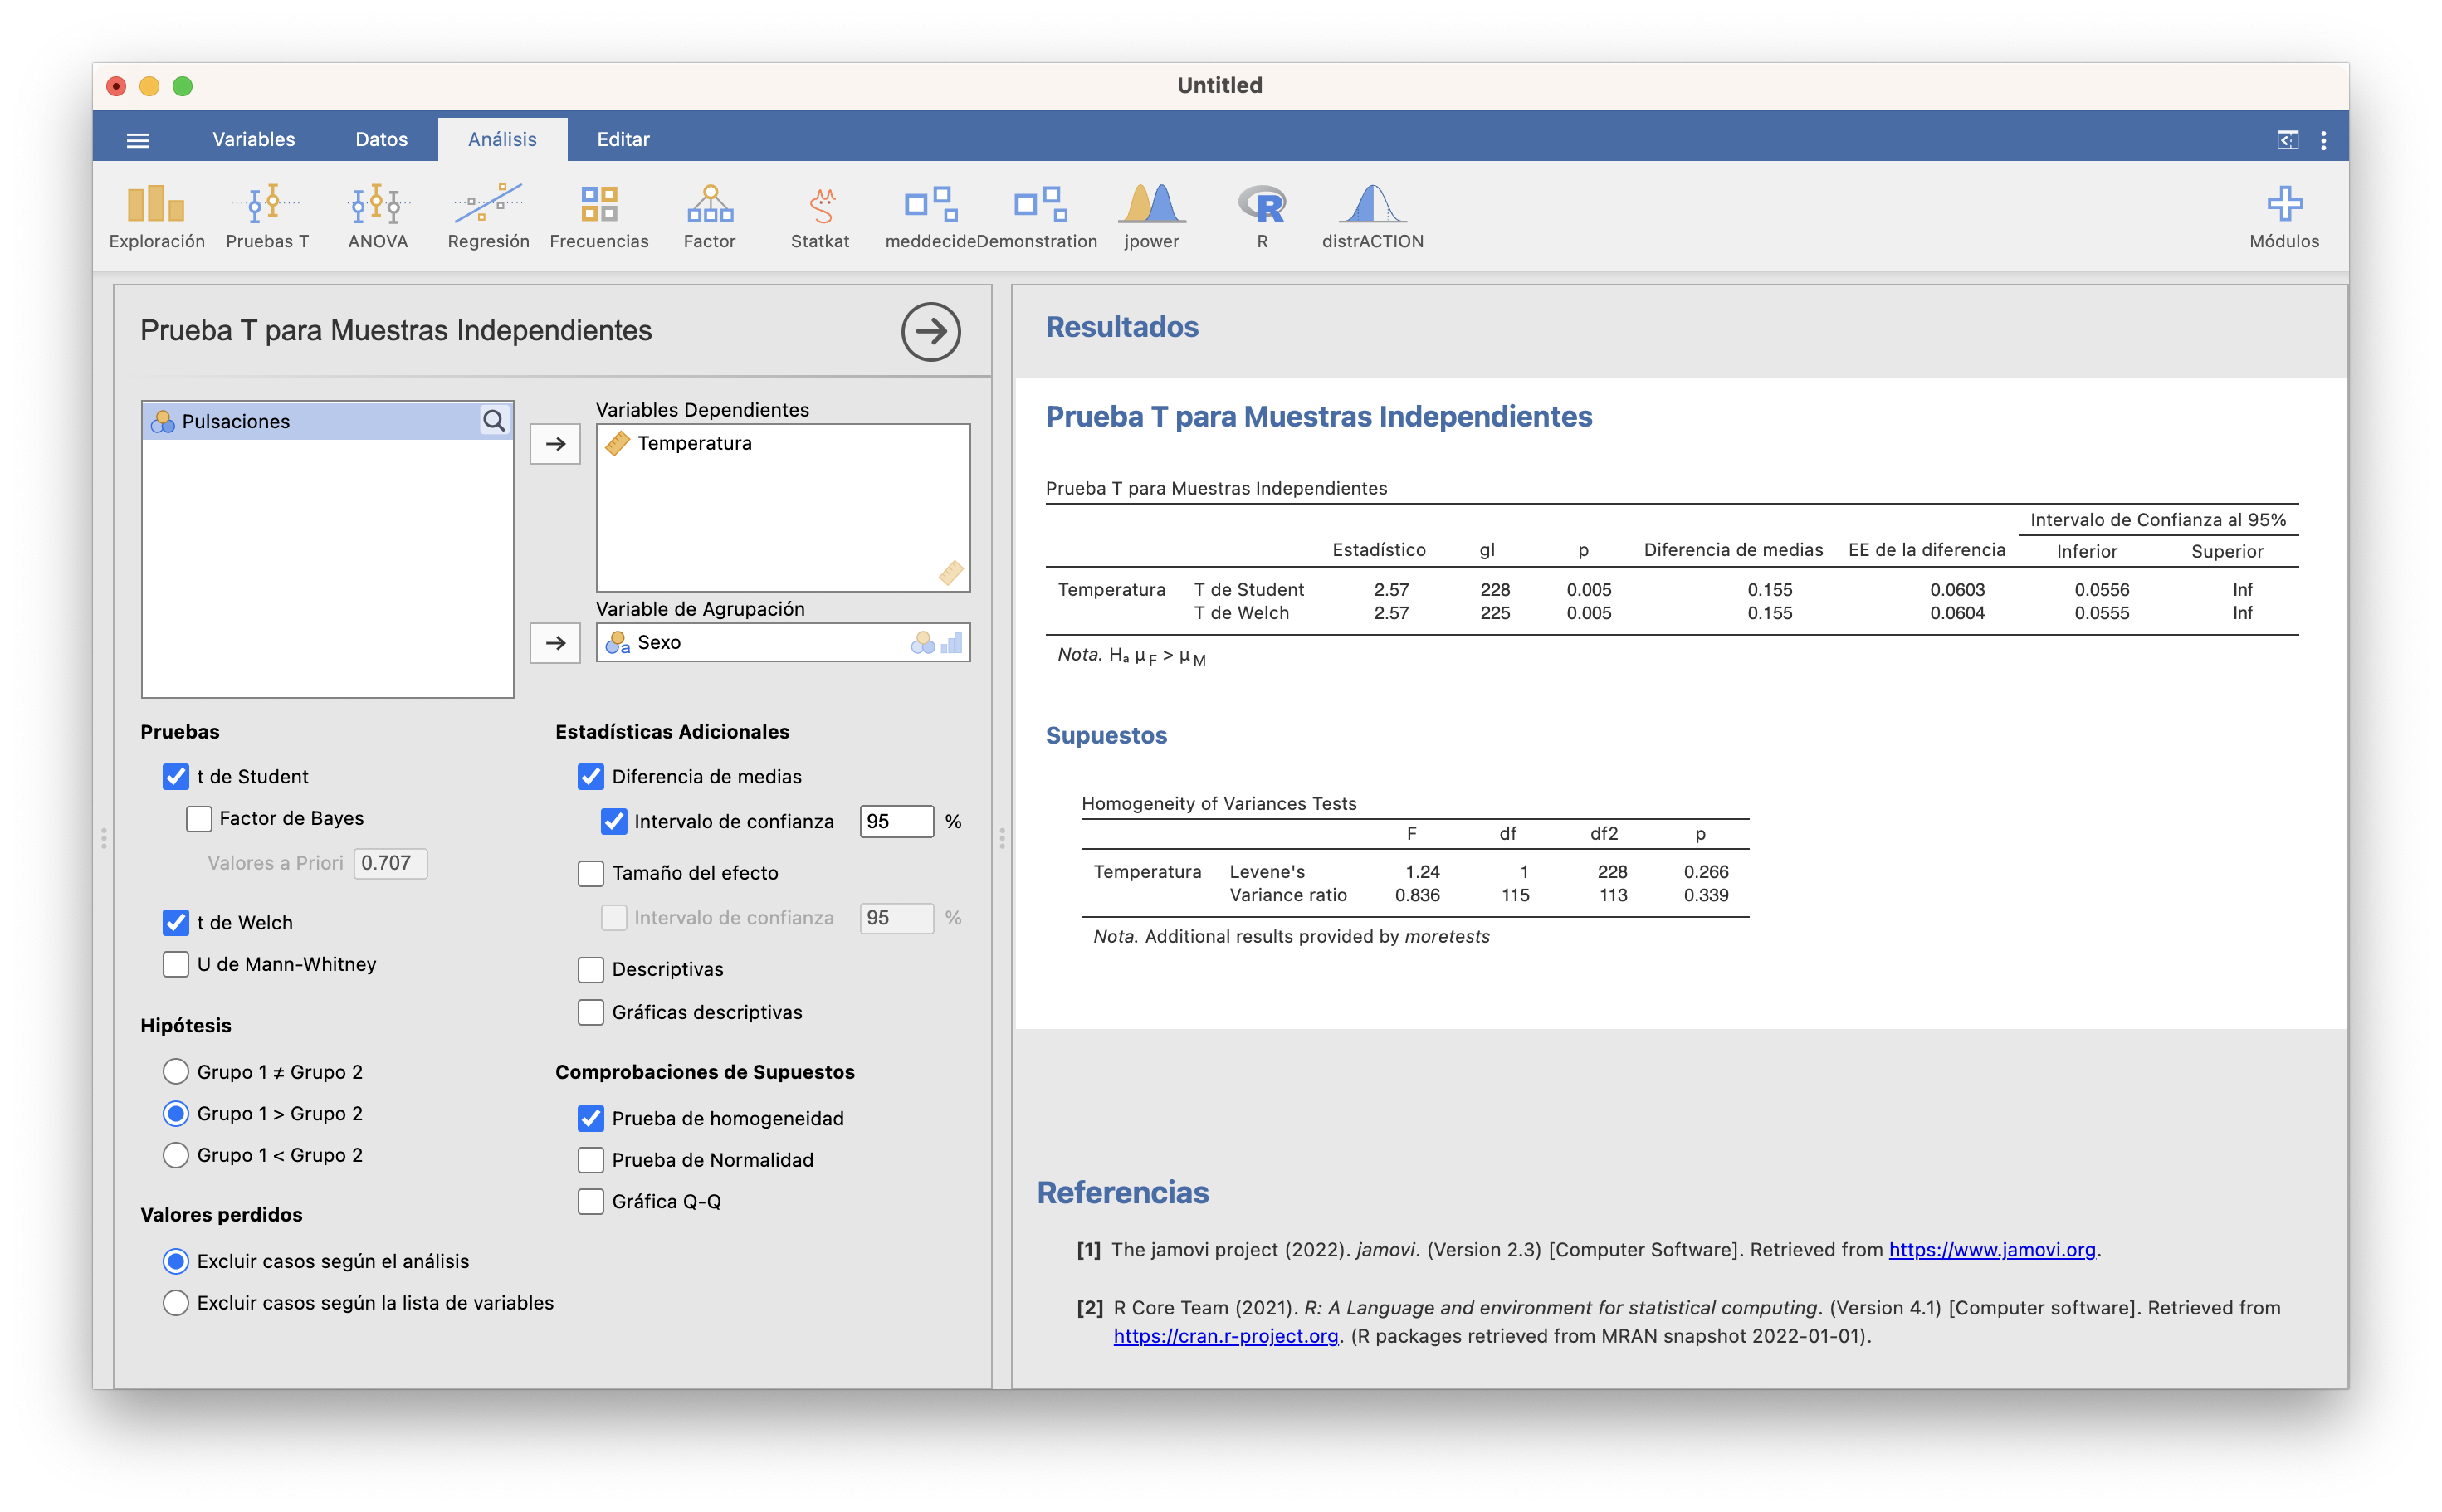 Untitled
Variables Datos Análisis Editar
Exploración Pruebas T ANOVA Regresión Frecuencias Factor Statkat meddecide Demonstration jpower R distrACTION Módulos
Prueba T para Muestras Independientes
Pulsaciones
Variables Dependientes
Temperatura
Variable de Agrupación
Sexo
Pruebas
t de Student
Factor de Bayes
Valores a Priori 0.707
t de Welch
U de Mann-Whitney
Hipótesis
Grupo 1 ≠ Grupo 2
Grupo 1 > Grupo 2
Grupo 1 < Grupo 2
Valores perdidos
Excluir casos según el análisis
Excluir casos según la lista de variables
Estadísticas Adicionales
Diferencia de medias
Intervalo de confianza 95 %
Tamaño del efecto
Intervalo de confianza 95 %
Descriptivas
Gráficas descriptivas
Comprobaciones de Supuestos
Prueba de homogeneidad
Prueba de Normalidad
Gráfica Q-Q
Resultados
Prueba T para Muestras Independientes
Prueba T para Muestras Independientes
Intervalo de Confianza al 95%
Estadístico gl p Diferencia de medias EE de la diferencia Inferior Superior
Temperatura T de Student 2.57 228 0.005 0.155 0.0603 0.0556 Inf
T de Welch 2.57 225 0.005 0.155 0.0604 0.0555 Inf
Nota. Hₐ μ F > μ M
Supuestos
Homogeneity of Variances Tests
F df df2 p
Temperatura Levene's 1.24 1 228 0.266
Variance ratio 0.836 115 113 0.339
Nota. Additional results provided by moretests
Referencias
[1] The jamovi project (2022). jamovi. (Version 2.3) [Computer Software]. Retrieved from https://www.jamovi.org.
[2] R Core Team (2021). R: A Language and environment for statistical computing. (Version 4.1) [Computer software]. Retrieved from
https://cran.r-project.org. (R packages retrieved from MRAN snapshot 2022-01-01).